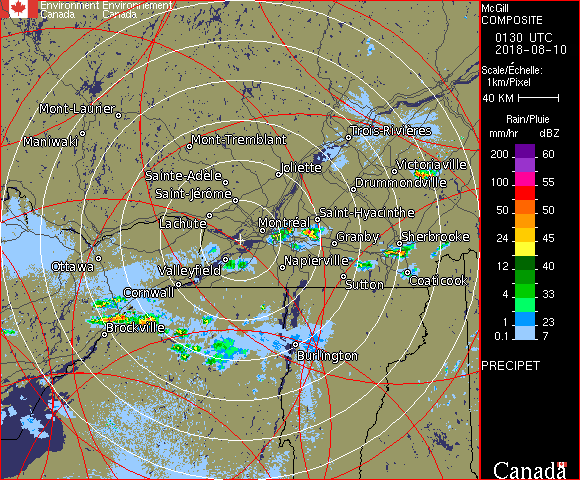 Environment Environnement
Canada Canada
McGill
COMPOSITE
0130 UTC
2018-08-10
Scale/Échelle:
1km/Pixel
40 KM
Rain/Pluie
mm/hr dBZ
200 60
100 55
50 50
24 45
12 40
4 33
1 23
0.1 7
PRECIPET
Canada
Mont-Laurier
Maniwaki
Mont-Tremblant
Trois-Rivières
Joliette
Victoriaville
Sainte-Adèle
Drummondville
Saint-Jérôme
Saint-Hyacinthe
Lachute
Montréal
Granby
Sherbrooke
Ottawa
Valleyfield
Napierville
Coaticook
Sutton
Cornwall
Brockville
Burlington